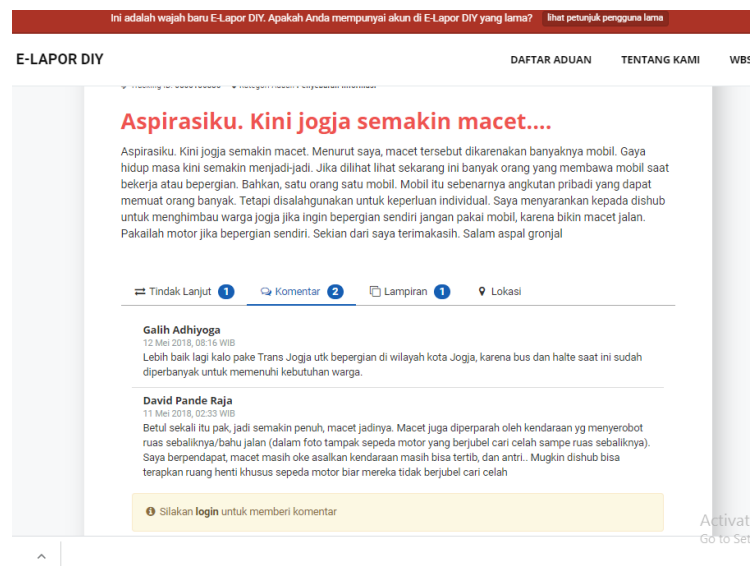 Ini adalah wajah baru E-Lapor DIY. Apakah Anda mempunyai akun di E-Lapor DIY yang lama? lihat petunjuk pengguna lama
E-LAPOR DIY DAFTAR ADUAN TENTANG KAMI WBS
Aspirasiku. Kini jogja semakin macet....
Aspirasiku. Kini jogja semakin macet. Menurut saya, macet tersebut dikarenakan banyaknya mobil. Gaya
hidup masa kini semakin menjadi-jadi. Jika dilihat lihat sekarang ini banyak orang yang membawa mobil saat
bekerja atau bepergian. Bahkan, satu orang satu mobil. Mobil itu sebenarnya angkutan pribadi yang dapat
memuat orang banyak. Tetapi disalahgunakan untuk keperluan individual. Saya menyarankan kepada dishub
untuk menghimbau warga jogja jika ingin bepergian sendiri jangan pakai mobil, karena bikin macet jalan.
Pakailah motor jika bepergian sendiri. Sekian dari saya terimakasih. Salam aspal gronjal
Tindak Lanjut 1 Komentar 2 Lampiran 1 Lokasi
Galih Adhiyoga
12 Mei 2018, 08:16 WIB
Lebih baik lagi kalo pake Trans Jogja utk bepergian di wilayah kota Jogja, karena bus dan halte saat ini sudah
diperbanyak untuk memenuhi kebutuhan warga.
David Pande Raja
11 Mei 2018, 02:33 WIB
Betul sekali itu pak, jadi semakin penuh, macet jadinya. Macet juga diperparah oleh kendaraan yg menyerobot
ruas sebaliknya/bahu jalan (dalam foto tampak sepeda motor yang berjubel cari celah sampe ruas sebaliknya).
Saya berpendapat, macet masih oke asalkan kendaraan masih bisa tertib, dan antri.. Mugkin dishub bisa
terapkan ruang henti khusus sepeda motor biar mereka tidak berjubel cari celah
Silakan login untuk memberi komentar
Activat
Go to Set